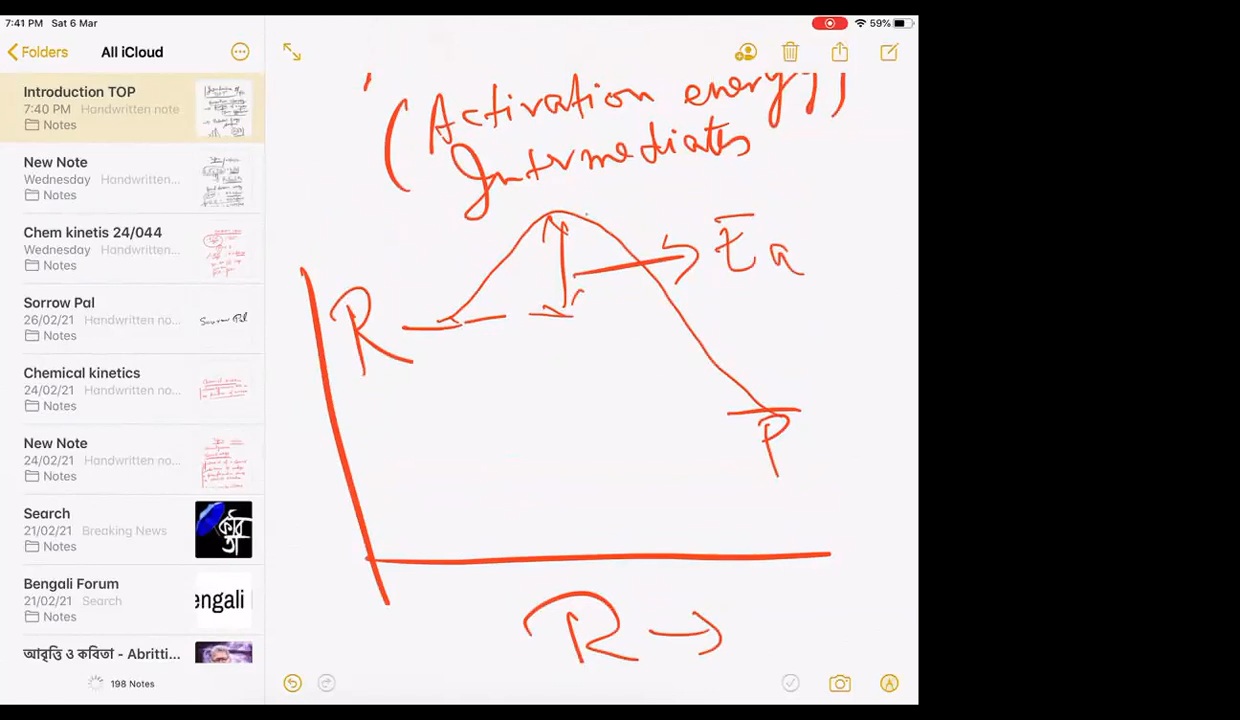 7:41 PM Sat 6 Mar
59%
Folders
All iCloud
Introduction TOP
7:40 PM Handwritten note
Notes
New Note
Wednesday Handwritten...
Notes
Chem kinetis 24/044
Wednesday Handwritten...
Notes
Sorrow Pal
26/02/21 Handwritten no...
Notes
Chemical kinetics
24/02/21 Handwritten no...
Notes
New Note
24/02/21 Handwritten no...
Notes
Search
21/02/21 Breaking News
Notes
কবি
তা
Bengali Forum
21/02/21 Search
Notes
engali
আবৃত্তি ও কবিতা - Abritti...
198 Notes
(Activation energy)
Intermediates
Ea
R
P
R →